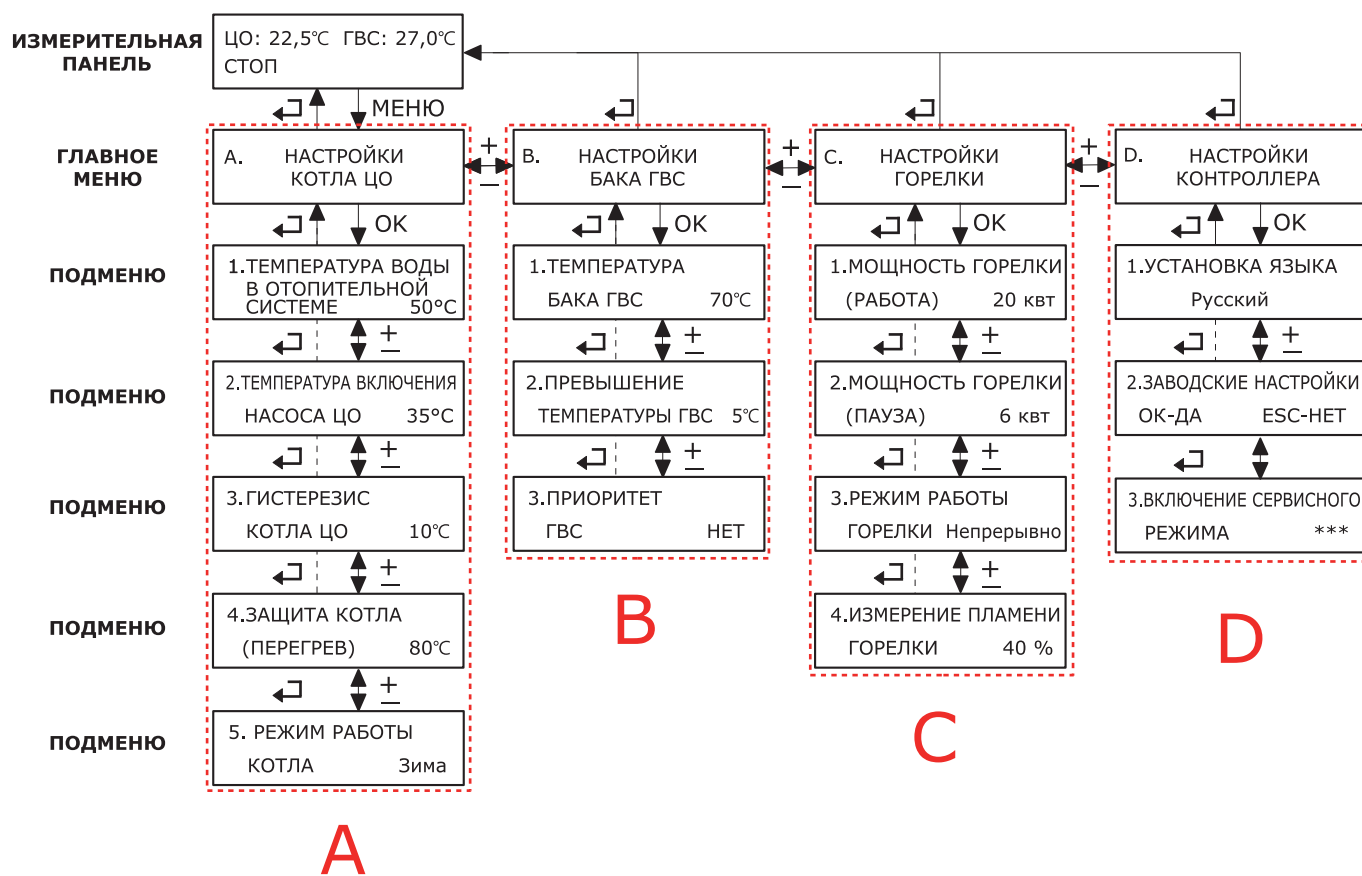 ИЗМЕРИТЕЛЬНАЯ
ПАНЕЛЬ
ЦО: 22,5℃ ГВС: 27,0℃
СТОП
МЕНЮ
ГЛАВНОЕ
МЕНЮ
A. НАСТРОЙКИ
КОТЛА ЦО
+
–
B. НАСТРОЙКИ
БАКА ГВС
+
–
C. НАСТРОЙКИ
ГОРЕЛКИ
+
–
D. НАСТРОЙКИ
КОНТРОЛЛЕРА
OK
OK
OK
OK
ПОДМЕНЮ
1.ТЕМПЕРАТУРА ВОДЫ
В ОТОПИТЕЛЬНОЙ
СИСТЕМЕ 50°C
1.ТЕМПЕРАТУРА
БАКА ГВС 70℃
1.МОЩНОСТЬ ГОРЕЛКИ
(РАБОТА) 20 квт
1.УСТАНОВКА ЯЗЫКА
Русский
+
–
+
–
+
–
+
–
ПОДМЕНЮ
2.ТЕМПЕРАТУРА ВКЛЮЧЕНИЯ
НАСОСА ЦО 35°C
2.ПРЕВЫШЕНИЕ
ТЕМПЕРАТУРЫ ГВС 5℃
2.МОЩНОСТЬ ГОРЕЛКИ
(ПАУЗА) 6 квт
2.ЗАВОДСКИЕ НАСТРОЙКИ
ОК-ДА ESC-НЕТ
+
–
+
–
+
–
ПОДМЕНЮ
3.ГИСТЕРЕЗИС
КОТЛА ЦО 10℃
3.ПРИОРИТЕТ
ГВС НЕТ
3.РЕЖИМ РАБОТЫ
ГОРЕЛКИ Непрерывно
3.ВКЛЮЧЕНИЕ СЕРВИСНОГО
РЕЖИМА ***
+
–
+
–
ПОДМЕНЮ
4.ЗАЩИТА КОТЛА
(ПЕРЕГРЕВ) 80℃
4.ИЗМЕРЕНИЕ ПЛАМЕНИ
ГОРЕЛКИ 40 %
+
–
ПОДМЕНЮ
5. РЕЖИМ РАБОТЫ
КОТЛА Зима
A
B
C
D